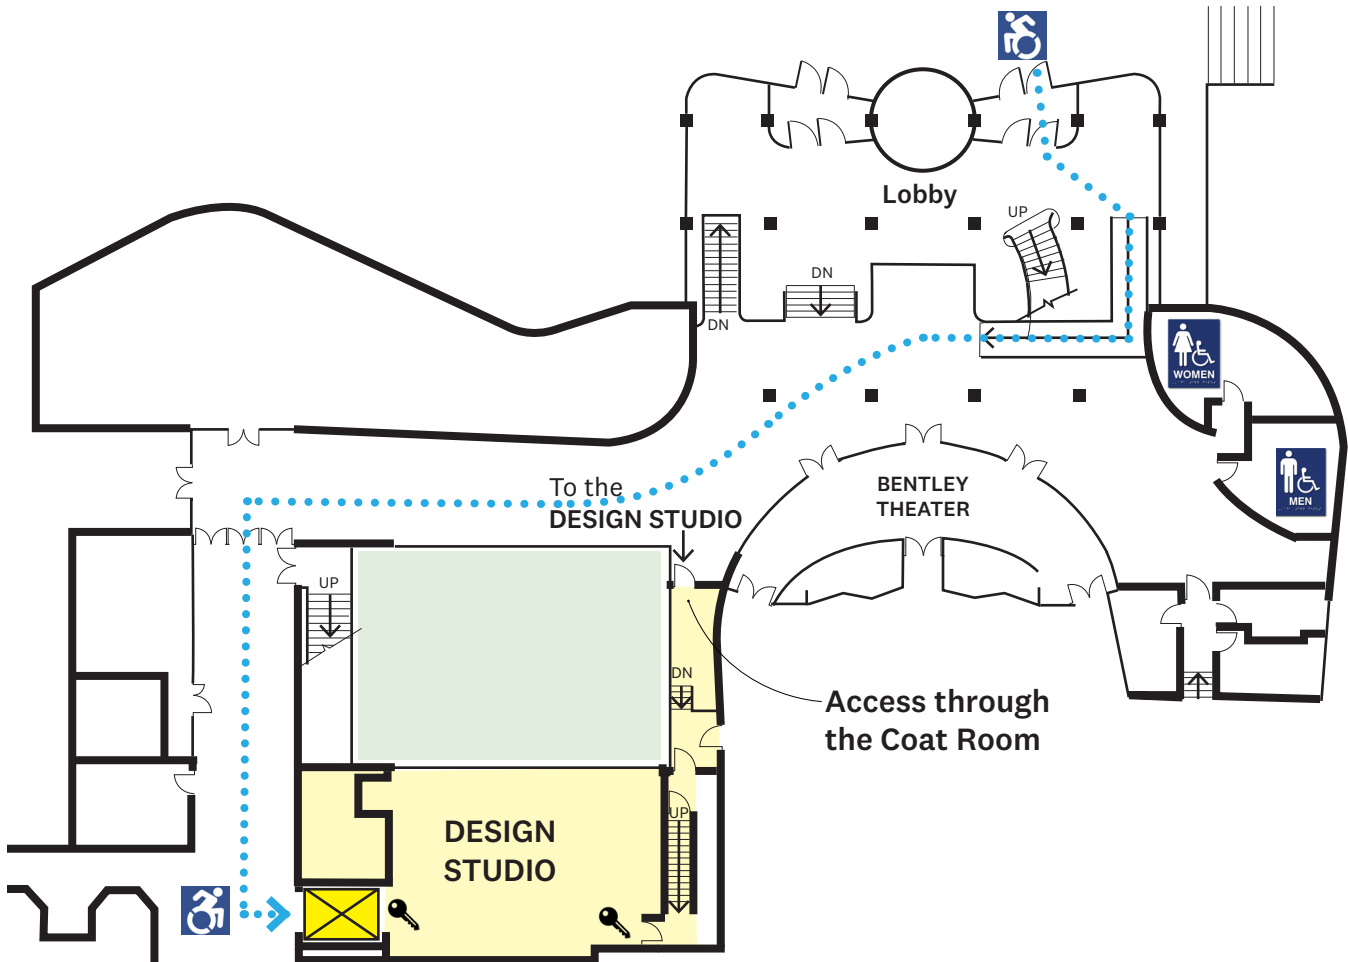 Lobby
UP
DN
DN
WOMEN
MEN
To the
DESIGN STUDIO
BENTLEY
THEATER
UP
DN
Access through
the Coat Room
UP
DESIGN
STUDIO